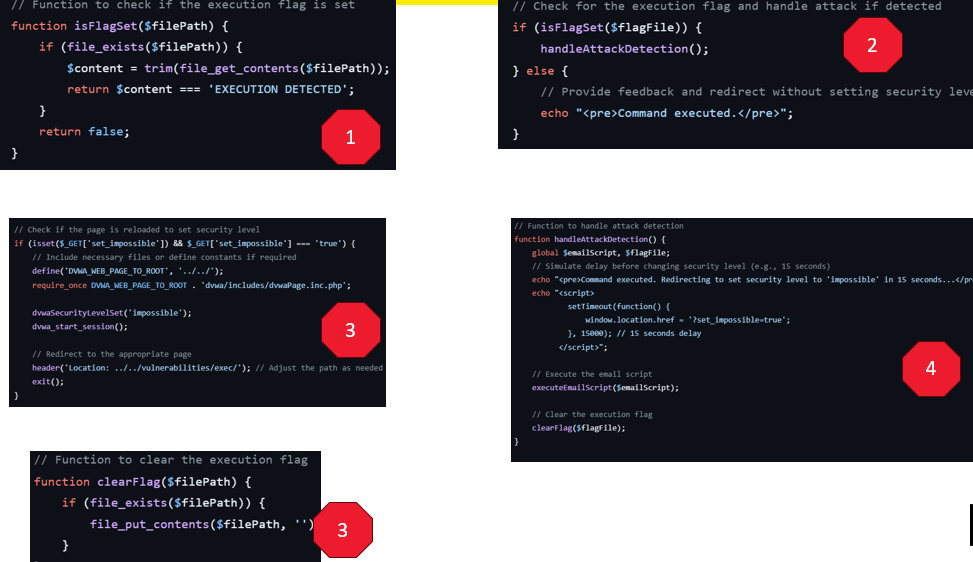 // Function to check if the execution flag is set
function isFlagSet($filePath) {
    if (file_exists($filePath)) {
        $content = trim(file_get_contents($filePath));
        return $content === 'EXECUTION DETECTED';
    }
    return false;
}
1
// Check for the execution flag and handle attack if detected
if (isFlagSet($flagFile)) {
    handleAttackDetection();
} else {
    // Provide feedback and redirect without setting security leve
    echo "<pre>Command executed.</pre>";
}
2
// Check if the page is reloaded to set security level
if (isset($_GET['set_impossible']) && $_GET['set_impossible'] === 'true') {
    // Include necessary files or define constants if required
    define('DVWA_WEB_PAGE_TO_ROOT', '../../');
    require_once DVWA_WEB_PAGE_TO_ROOT . 'dvwa/includes/dvwaPage.inc.php';
    dvwaSecurityLevelSet('impossible');
    dvwa_start_session();
    // Redirect to the appropriate page
    header('Location: ../../vulnerabilities/exec/'); // Adjust the path as needed
    exit();
}
3
// Function to handle attack detection
function handleAttackDetection() {
    global $emailScript, $flagFile;
    // Simulate delay before changing security level (e.g., 15 seconds)
    echo "<pre>Command executed. Redirecting to set security level to 'impossible' in 15 seconds...</pr
    echo "<script>
            setTimeout(function() {
                window.location.href = '?set_impossible=true';
            }, 15000); // 15 seconds delay
          </script>";
    // Execute the email script
    executeEmailScript($emailScript);
    // Clear the execution flag
    clearFlag($flagFile);
}
4
// Function to clear the execution flag
function clearFlag($filePath) {
    if (file_exists($filePath)) {
        file_put_contents($filePath, '')
    }
3